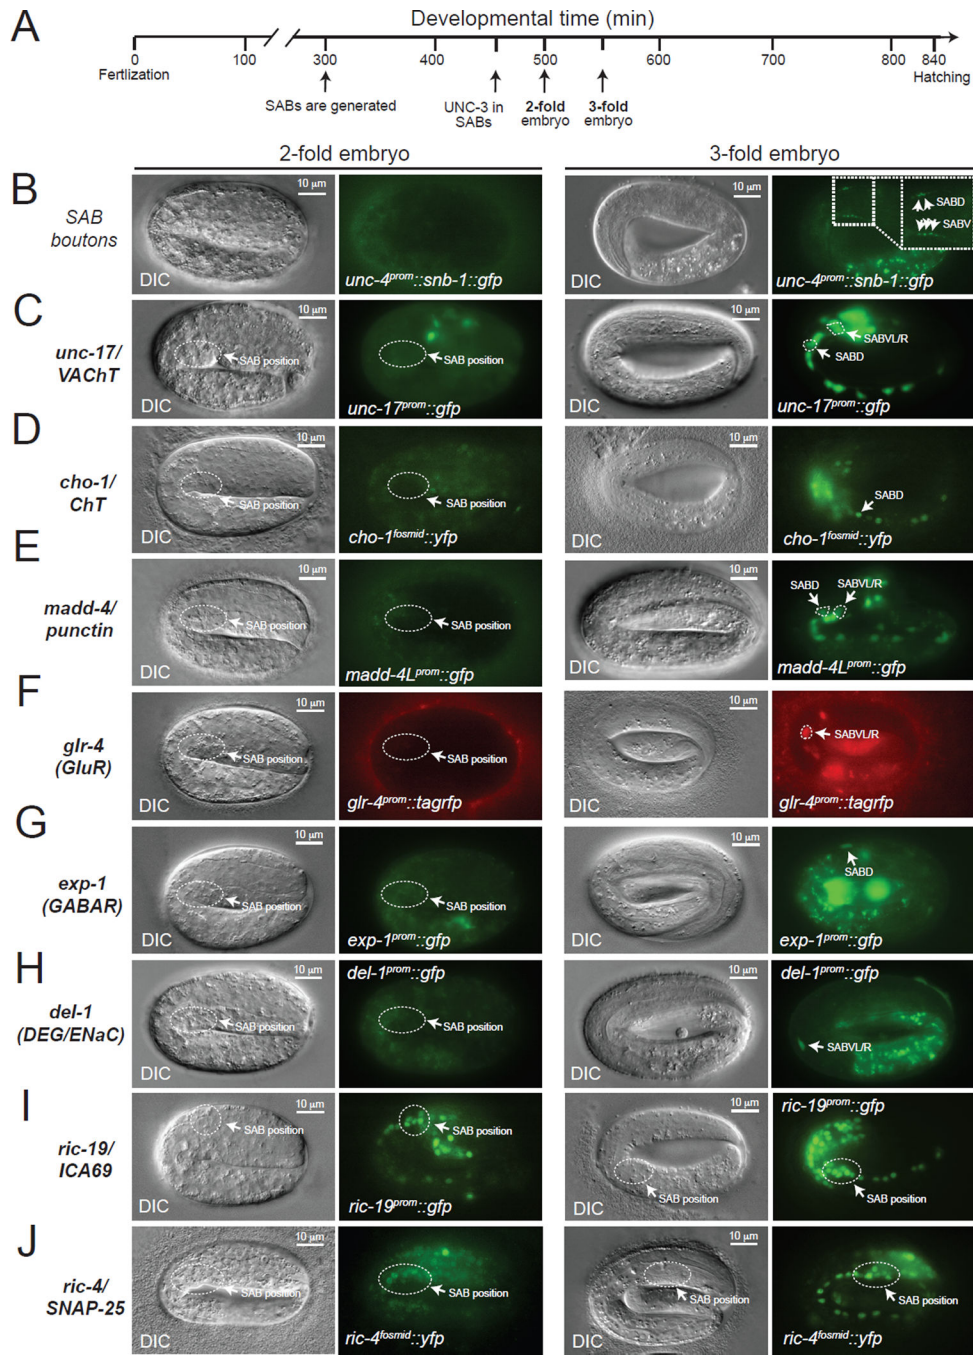 A
Developmental time (min)
0 100 300 400 500 600 700 800 840
Fertlization
Hatching
SABs are generated
UNC-3 in
SABs
2-fold
embryo
3-fold
embryo
2-fold embryo
3-fold embryo
B
SAB
boutons
10 µm
DIC
unc-4prom::snb-1::gfp
10 µm
DIC
SABD
SABV
unc-4prom::snb-1::gfp
C
unc-17/
VAChT
10 µm
SAB position
DIC
SAB position
unc-17prom::gfp
10 µm
DIC
SABVL/R
SABD
unc-17prom::gfp
D
cho-1/
ChT
10 µm
SAB position
DIC
SAB position
cho-1fosmid::yfp
10 µm
DIC
SABD
cho-1fosmid::yfp
E
madd-4/
punctin
10 µm
SAB position
DIC
SAB position
madd-4Lprom::gfp
10 µm
DIC
SABD
SABVL/R
madd-4Lprom::gfp
F
glr-4
(GluR)
10 µm
SAB position
DIC
SAB position
glr-4prom::tagrfp
10 µm
DIC
SABVL/R
glr-4prom::tagrfp
G
exp-1
(GABAR)
10 µm
SAB position
DIC
SAB position
exp-1prom::gfp
10 µm
DIC
SABD
exp-1prom::gfp
H
del-1
(DEG/ENaC)
10 µm
SAB position
DIC
del-1prom::gfp
SAB position
10 µm
DIC
del-1prom::gfp
SABVL/R
I
ric-19/
ICA69
10 µm
SAB position
DIC
SAB position
ric-19prom::gfp
10 µm
SAB position
DIC
ric-19prom::gfp
SAB position
J
ric-4/
SNAP-25
10 µm
SAB position
DIC
SAB position
ric-4fosmid::yfp
10 µm
SAB position
DIC
SAB position
ric-4fosmid::yfp